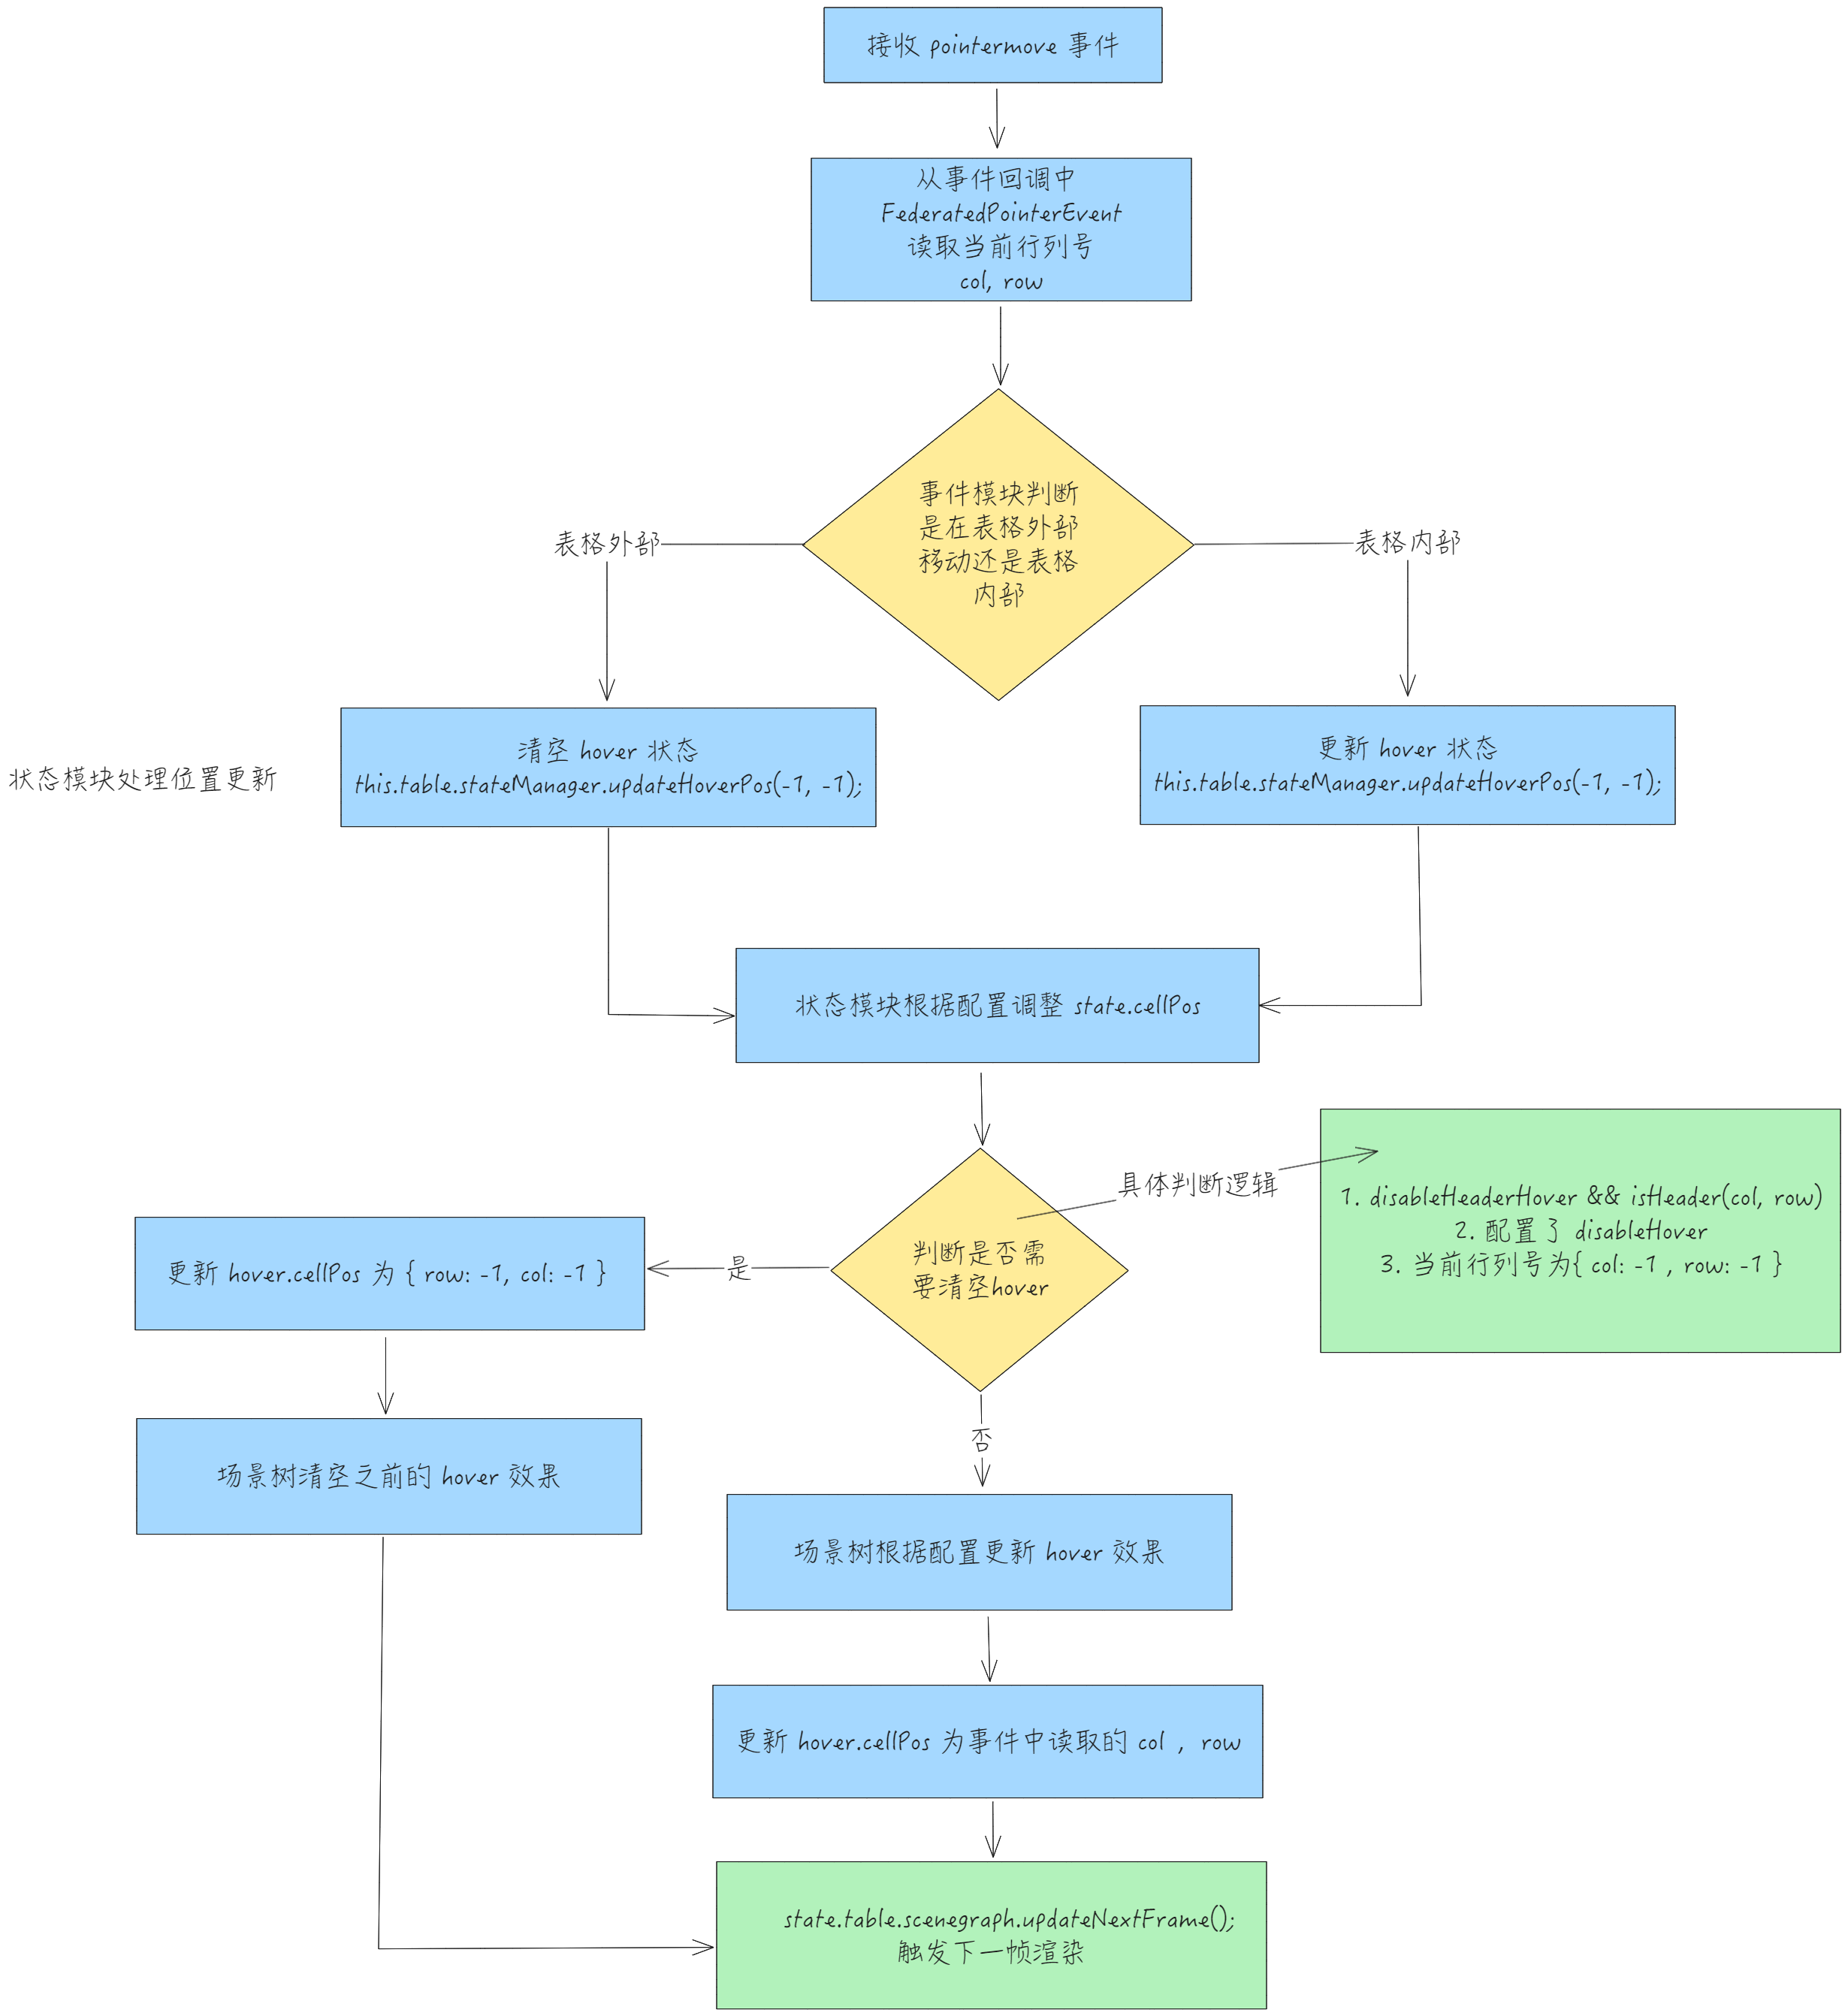 接收 pointermove 事件
从事件回调中
FederatedPointerEvent
读取当前行列号
col, row
事件模块判断
是在表格外部
移动还是表格
内部
表格外部
表格内部
状态模块处理位置更新
清空 hover 状态
this.table.stateManager.updateHoverPos(-1, -1);
更新 hover 状态
this.table.stateManager.updateHoverPos(-1, -1);
状态模块根据配置调整 state.cellPos
具体判断逻辑
1. disableHeaderHover && isHeader(col, row)
2. 配置了 disableHover
3. 当前行列号为{ col: -1 , row: -1 }
判断是否需
要清空hover
是
更新 hover.cellPos 为 { row: -1, col: -1 }
否
场景树清空之前的 hover 效果
场景树根据配置更新 hover 效果
更新 hover.cellPos 为事件中读取的 col ， row
state.table.scenegraph.updateNextFrame();
触发下一帧渲染